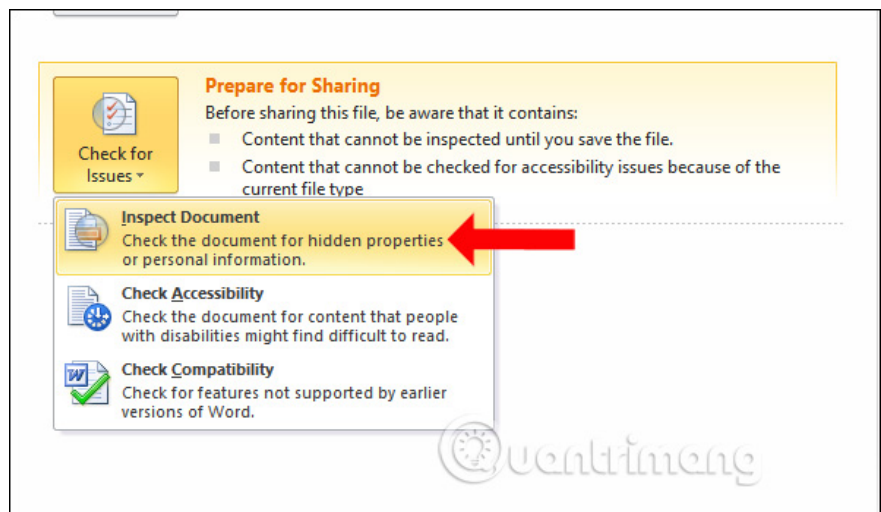 Prepare for Sharing
Before sharing this file, be aware that it contains:
Content that cannot be inspected until you save the file.
Content that cannot be checked for accessibility issues because of the
current file type
Check for
Issues
Inspect Document
Check the document for hidden properties
or personal information.
Check Accessibility
Check the document for content that people
with disabilities might find difficult to read.
Check Compatibility
Check for features not supported by earlier
versions of Word.
Quantrimang